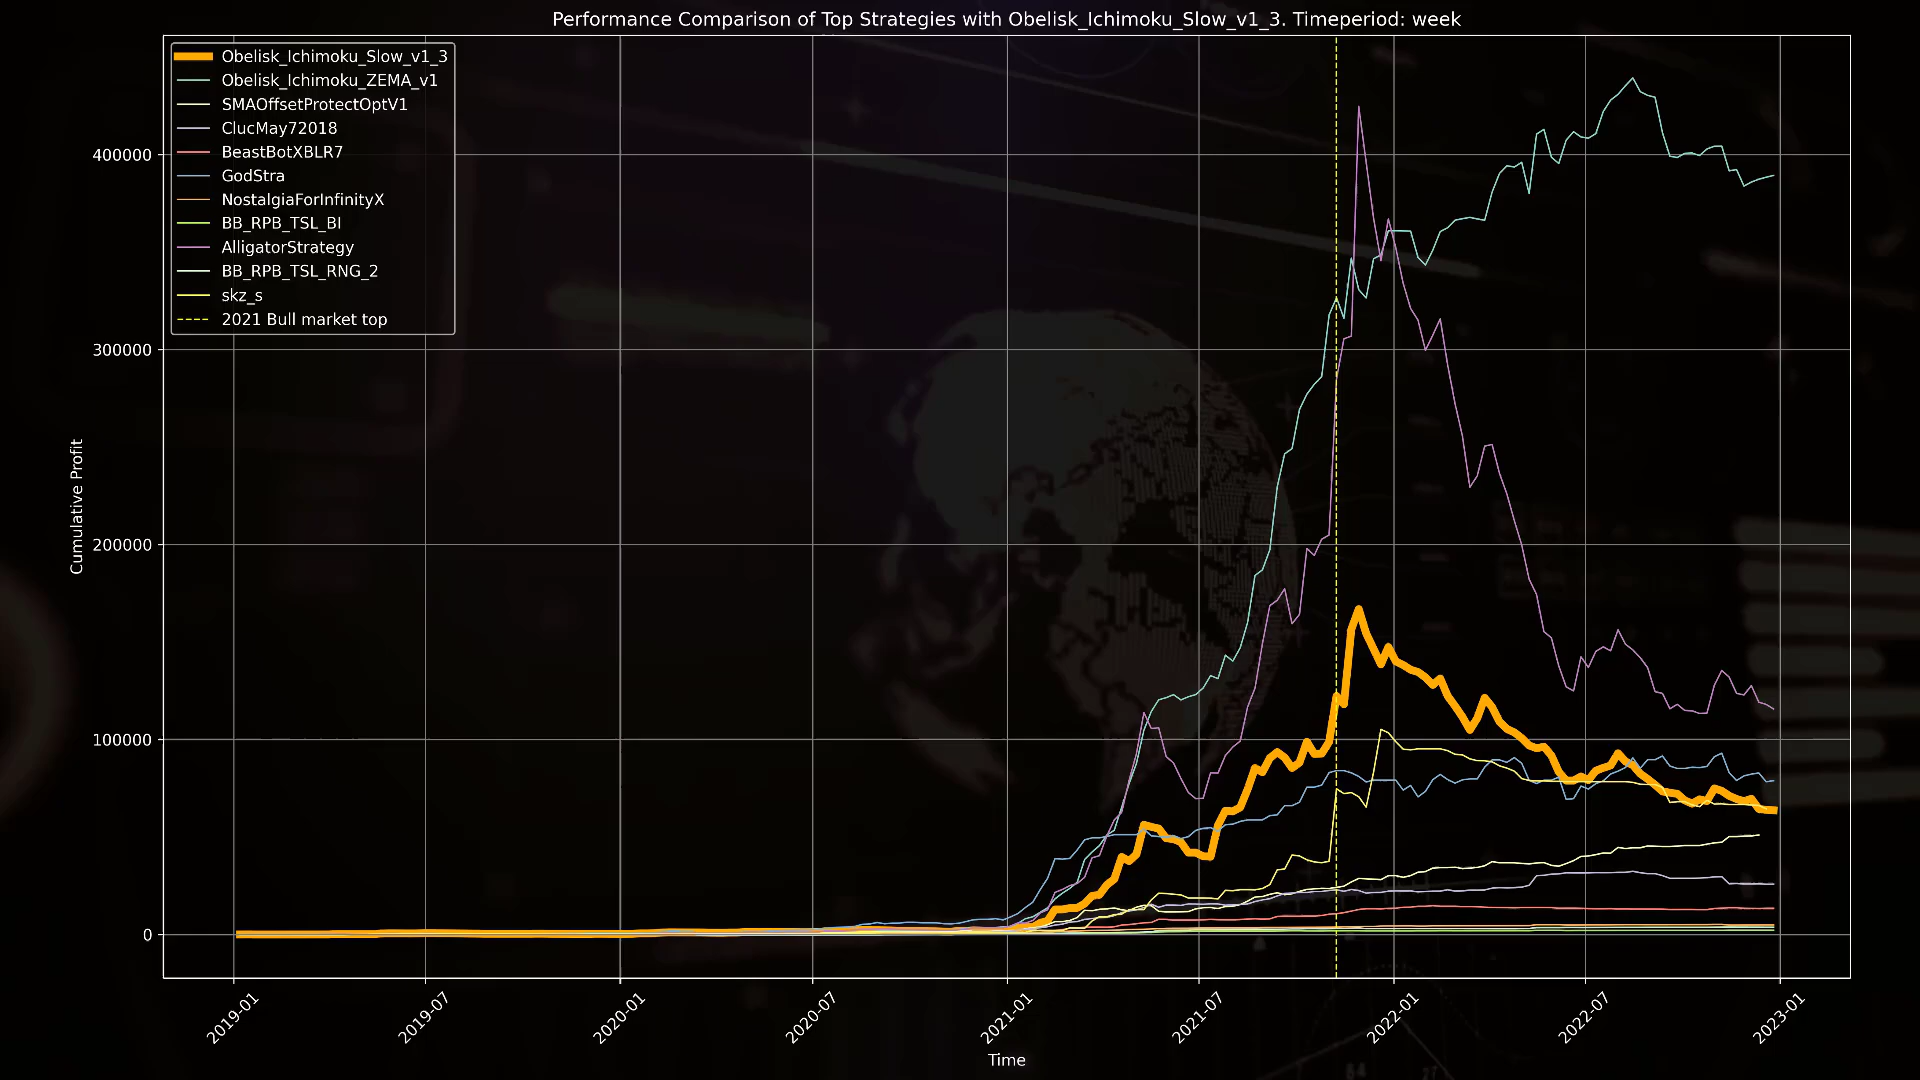 Performance Comparison of Top Strategies with Obelisk_Ichimoku_Slow_v1_3. Timeperiod: week
Obelisk_Ichimoku_Slow_v1_3
Obelisk_Ichimoku_ZEMA_v1
SMAOffsetProtectOptV1
ClucMay72018
BeastBotXBLR7
GodStra
NostalgiaForInfinityX
BB_RPB_TSL_BI
AlligatorStrategy
BB_RPB_TSL_RNG_2
skz_s
2021 Bull market top
400000
300000
200000
100000
0
Cumulative Profit
2019-01
2019-07
2020-01
2020-07
2021-01
2021-07
2022-01
2022-07
2023-01
Time